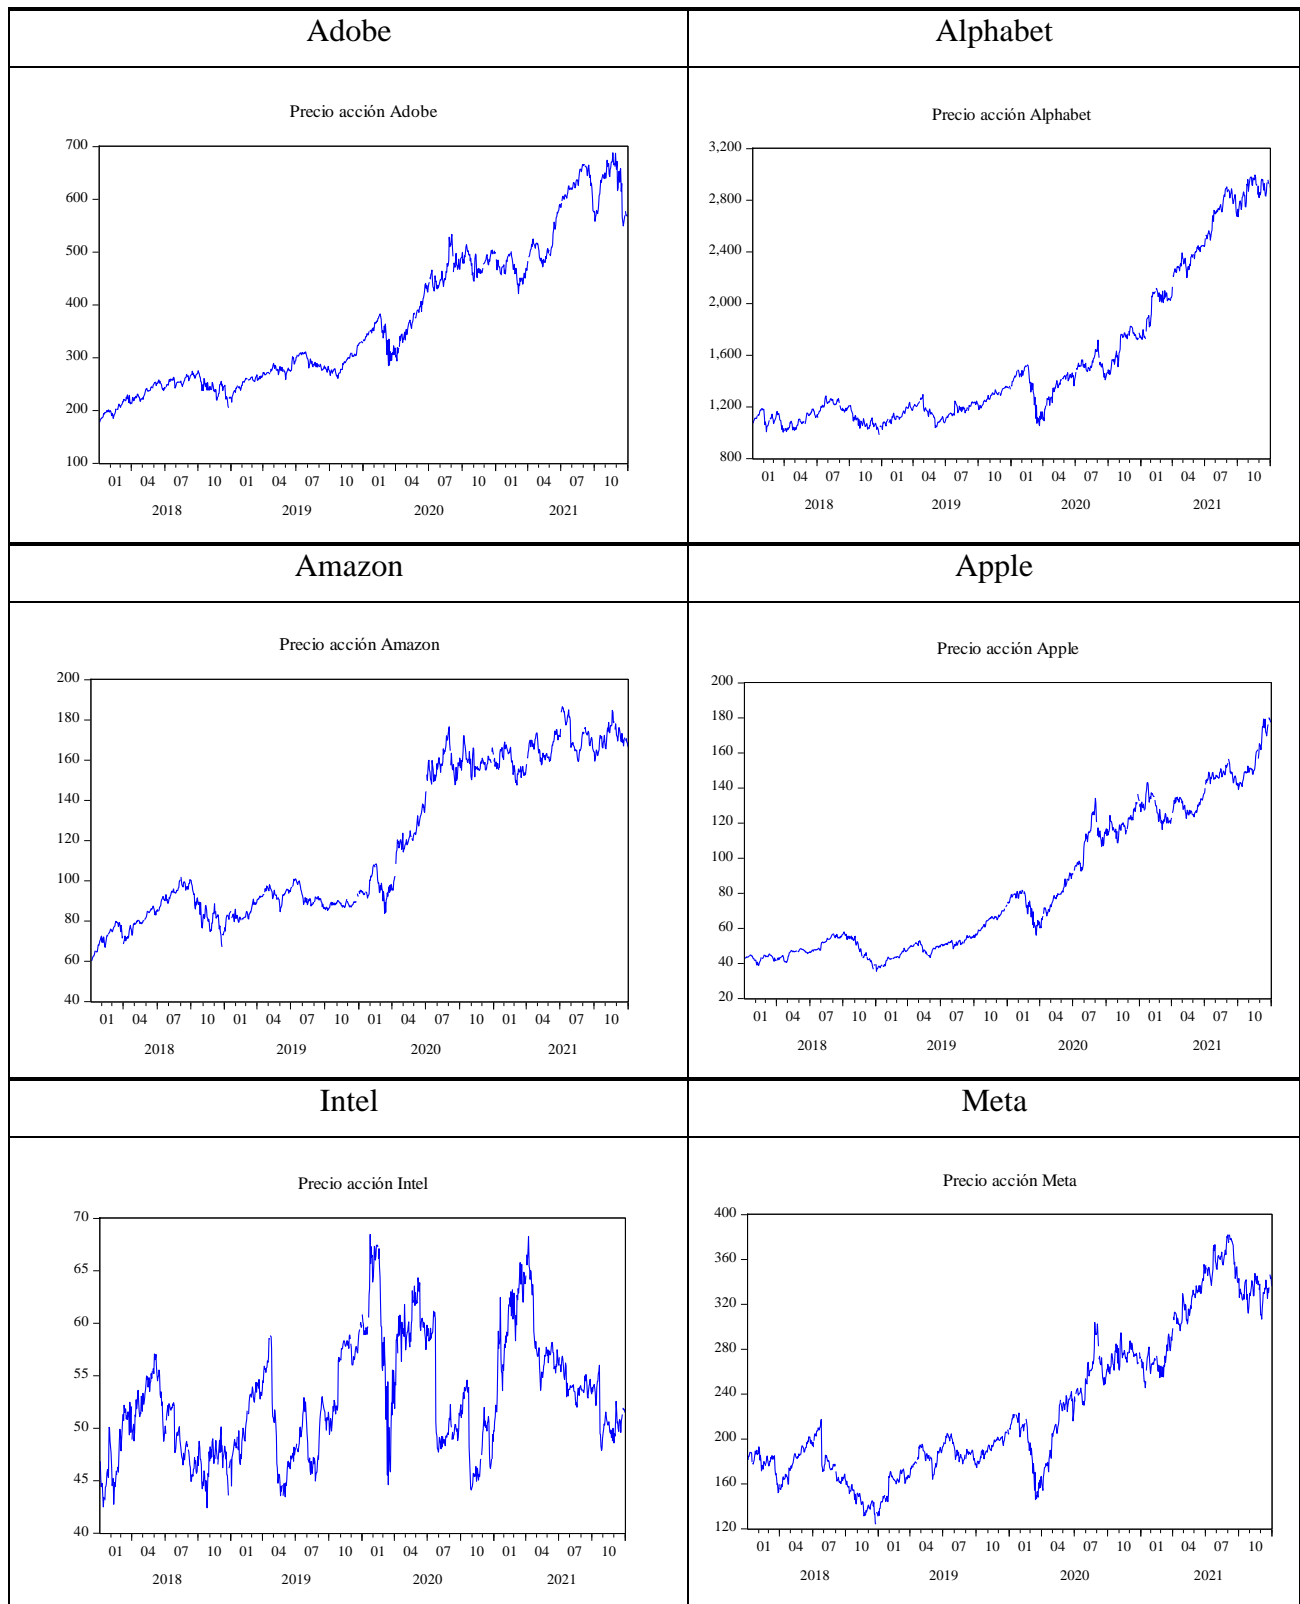 Adobe
Alphabet
Precio acción Adobe
700
600
500
400
300
200
100
01 04 07 10 01 04 07 10 01 04 07 10 01 04 07 10
2018 2019 2020 2021
Precio acción Alphabet
3,200
2,800
2,400
2,000
1,600
1,200
800
01 04 07 10 01 04 07 10 01 04 07 10 01 04 07 10
2018 2019 2020 2021
Amazon
Apple
Precio acción Amazon
200
180
160
140
120
100
80
60
40
01 04 07 10 01 04 07 10 01 04 07 10 01 04 07 10
2018 2019 2020 2021
Precio acción Apple
200
180
160
140
120
100
80
60
40
20
01 04 07 10 01 04 07 10 01 04 07 10 01 04 07 10
2018 2019 2020 2021
Intel
Meta
Precio acción Intel
70
65
60
55
50
45
40
01 04 07 10 01 04 07 10 01 04 07 10 01 04 07 10
2018 2019 2020 2021
Precio acción Meta
400
360
320
280
240
200
160
120
01 04 07 10 01 04 07 10 01 04 07 10 01 04 07 10
2018 2019 2020 2021